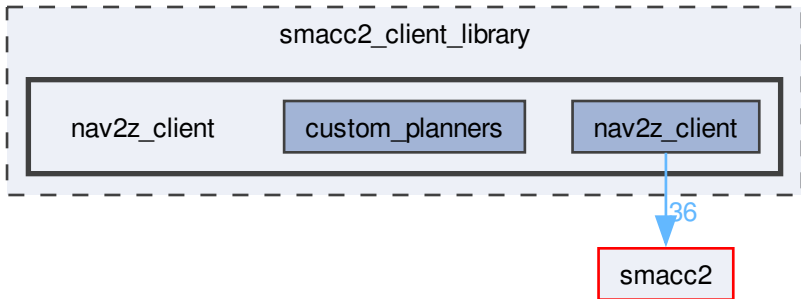 smacc2_client_library
nav2z_client
custom_planners
nav2z_client
36
smacc2